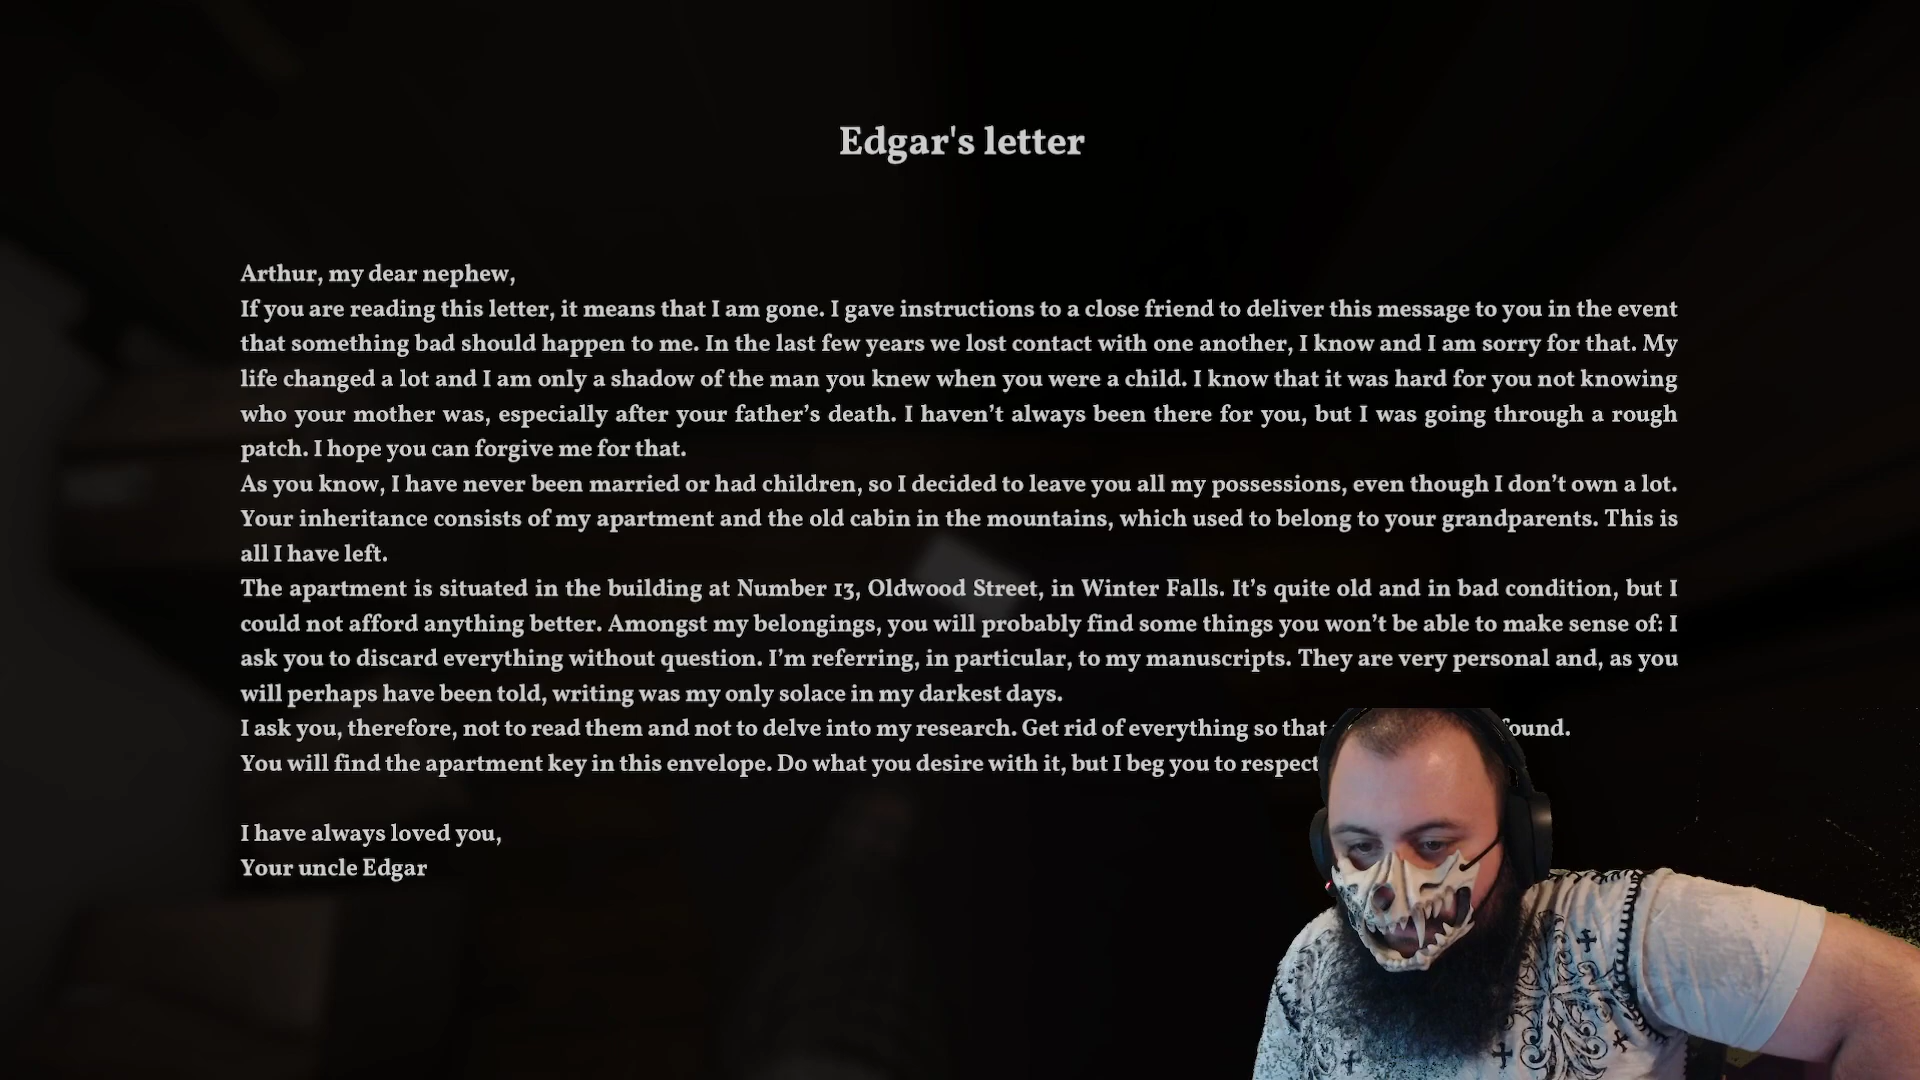 Edgar's letter
Arthur, my dear nephew,
If you are reading this letter, it means that I am gone. I gave instructions to a close friend to deliver this message to you in the event
that something bad should happen to me. In the last few years we lost contact with one another, I know and I am sorry for that. My
life changed a lot and I am only a shadow of the man you knew when you were a child. I know that it was hard for you not knowing
who your mother was, especially after your father’s death. I haven’t always been there for you, but I was going through a rough
patch. I hope you can forgive me for that.
As you know, I have never been married or had children, so I decided to leave you all my possessions, even though I don’t own a lot.
Your inheritance consists of my apartment and the old cabin in the mountains, which used to belong to your grandparents. This is
all I have left.
The apartment is situated in the building at Number 13, Oldwood Street, in Winter Falls. It’s quite old and in bad condition, but I
could not afford anything better. Amongst my belongings, you will probably find some things you won’t be able to make sense of: I
ask you to discard everything without question. I’m referring, in particular, to my manuscripts. They are very personal and, as you
will perhaps have been told, writing was my only solace in my darkest days.
I ask you, therefore, not to read them and not to delve into my research. Get rid of everything so that
You will find the apartment key in this envelope. Do what you desire with it, but I beg you to respect
I have always loved you,
Your uncle Edgar